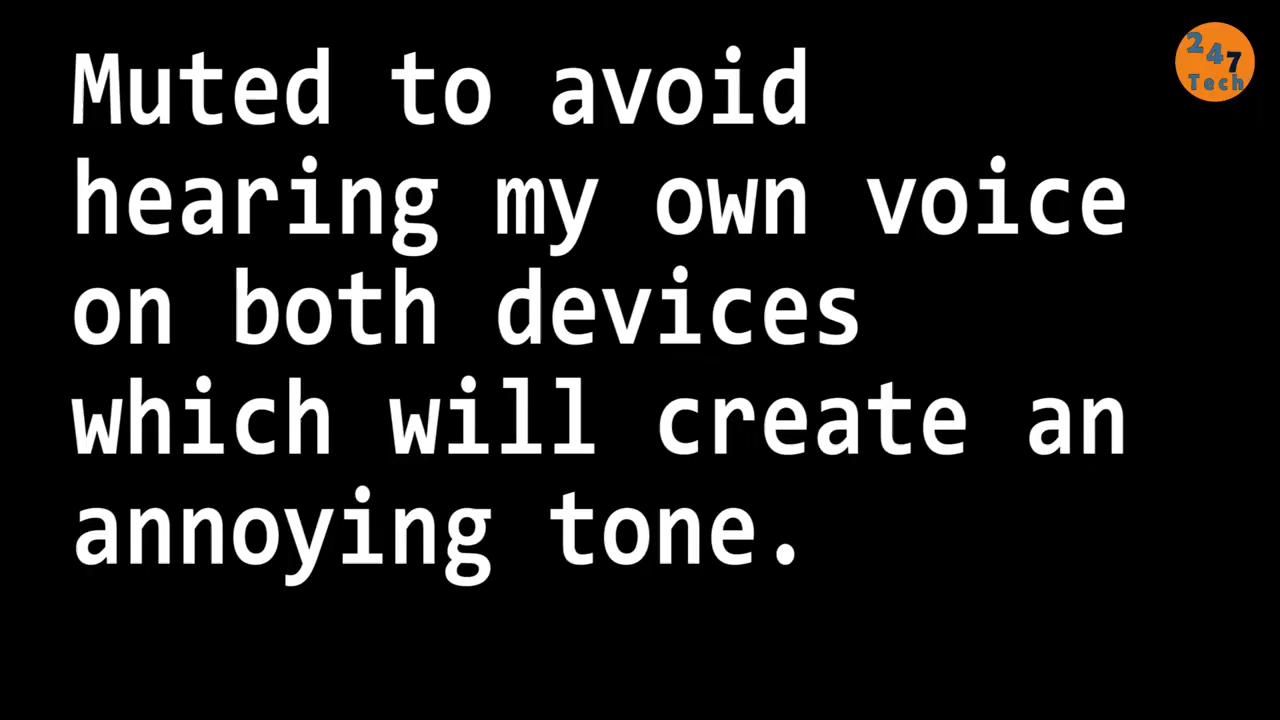 Muted to avoid
hearing my own voice
on both devices
which will create an
annoying tone.
247
Tech